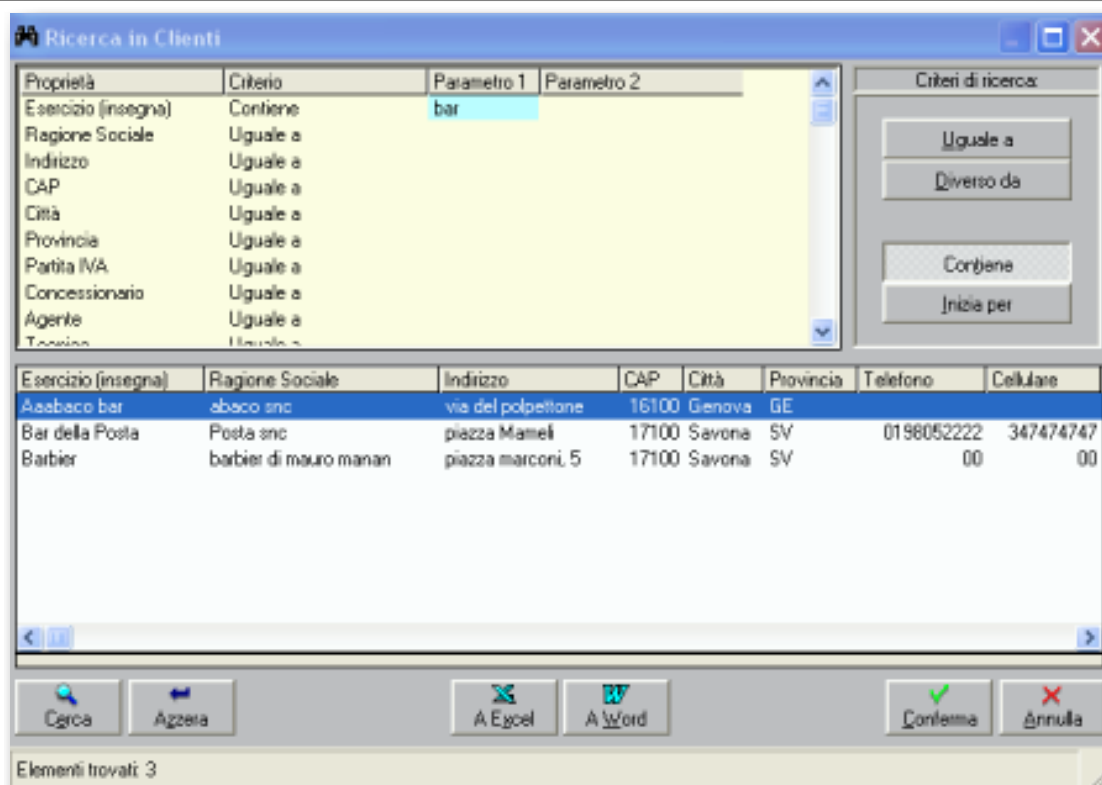 Ricerca in Clienti
Proprietà Criterio Parametro 1 Parametro 2
Esercizio (insegna) Contiene bar
Ragione Sociale Uguale a
Indirizzo Uguale a
CAP Uguale a
Città Uguale a
Provincia Uguale a
Partita IVA Uguale a
Concessionario Uguale a
Agente Uguale a
Tecnico Uguale a
Criteri di ricerca:
Uguale a
Diverso da
Contiene
Inizia per
Esercizio (insegna) Ragione Sociale Indirizzo CAP Città Provincia Telefono Cellulare
Aaabaco bar abaco snc via del polpettone 16100 Genova GE
Bar della Posta Posta snc piazza Mameli 17100 Savona SV 0198052222 347474747
Barbier barbier di mauro manan piazza marconi, 5 17100 Savona SV 00 00
Cerca Azzera A Excel A Word Conferma Annulla
Elementi trovati: 3